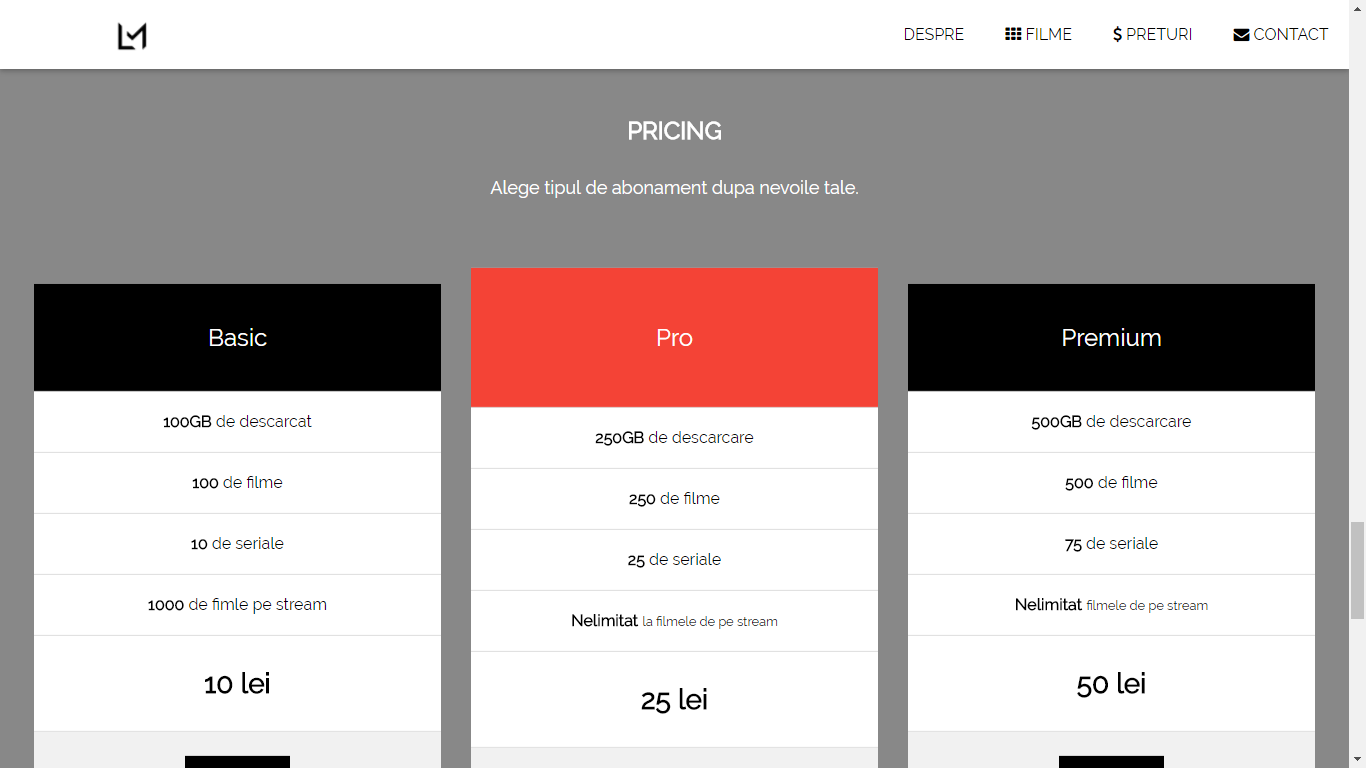 LM
DESPRE
FILME
$ PRETURI
CONTACT
PRICING
Alege tipul de abonament dupa nevoile tale.
Basic
100GB de descarcat
100 de filme
10 de seriale
1000 de fimle pe stream
10 lei
Pro
250GB de descarcare
250 de filme
25 de seriale
Nelimitat la filmele de pe stream
25 lei
Premium
500GB de descarcare
500 de filme
75 de seriale
Nelimitat filmele de pe stream
50 lei